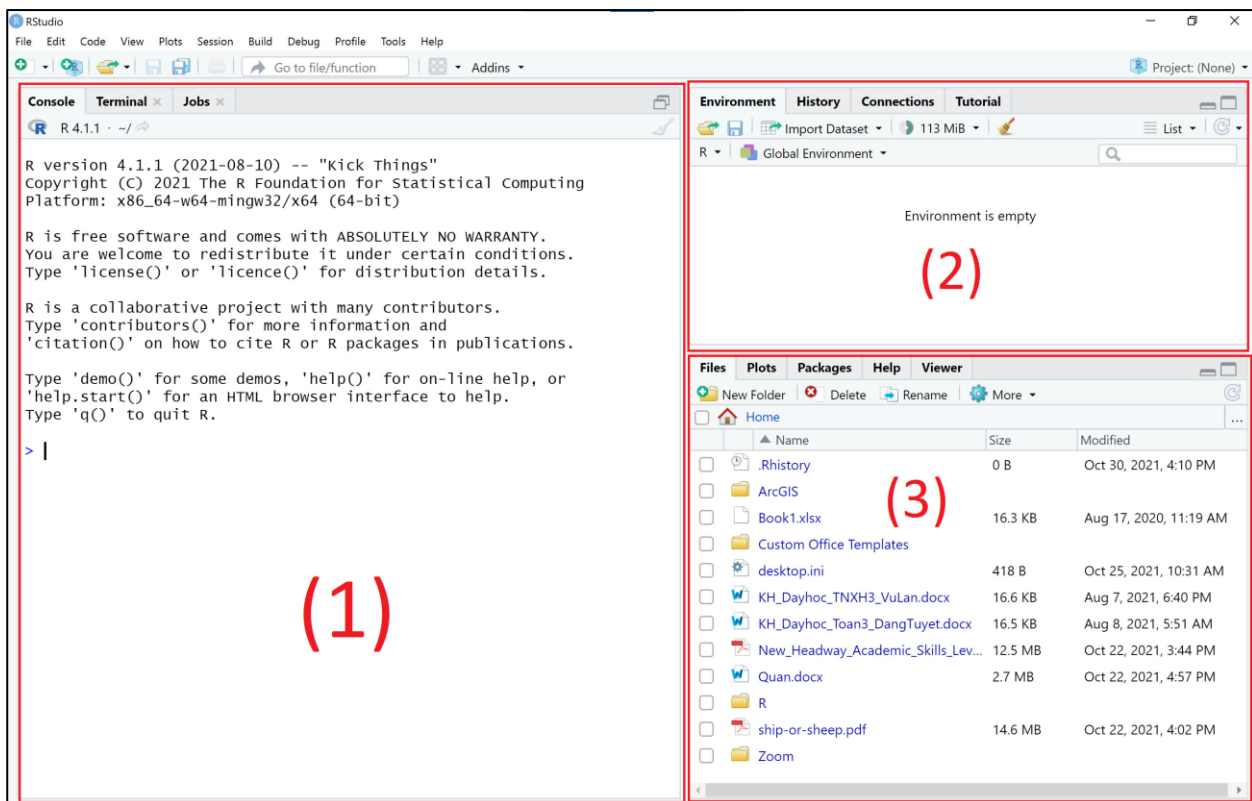 RStudio
File Edit Code View Plots Session Build Debug Profile Tools Help
Go to file/function Addins Project: (None)
Console Terminal Jobs
R 4.1.1 · ~/
R version 4.1.1 (2021-08-10) -- "Kick Things"
Copyright (C) 2021 The R Foundation for Statistical Computing
Platform: x86_64-w64-mingw32/x64 (64-bit)
R is free software and comes with ABSOLUTELY NO WARRANTY.
You are welcome to redistribute it under certain conditions.
Type 'license()' or 'licence()' for distribution details.
R is a collaborative project with many contributors.
Type 'contributors()' for more information and
'citation()' on how to cite R or R packages in publications.
Type 'demo()' for some demos, 'help()' for on-line help, or
'help.start()' for an HTML browser interface to help.
Type 'q()' to quit R.
>
(1)
Environment History Connections Tutorial
Import Dataset 113 MiB List
R Global Environment
Environment is empty
(2)
Files Plots Packages Help Viewer
New Folder Delete Rename More
Home ...
Name Size Modified
.Rhistory 0 B Oct 30, 2021, 4:10 PM
ArcGIS
Book1.xlsx 16.3 KB Aug 17, 2020, 11:19 AM
Custom Office Templates
desktop.ini 418 B Oct 25, 2021, 10:31 AM
KH_Dayhoc_TNXH3_VuLan.docx 16.6 KB Aug 7, 2021, 6:40 PM
KH_Dayhoc_Toan3_DangTuyet.docx 16.5 KB Aug 8, 2021, 5:51 AM
New_Headway_Academic_Skills_Lev... 12.5 MB Oct 22, 2021, 3:44 PM
Quan.docx 2.7 MB Oct 22, 2021, 4:57 PM
R
ship-or-sheep.pdf 14.6 MB Oct 22, 2021, 4:02 PM
Zoom
(3)